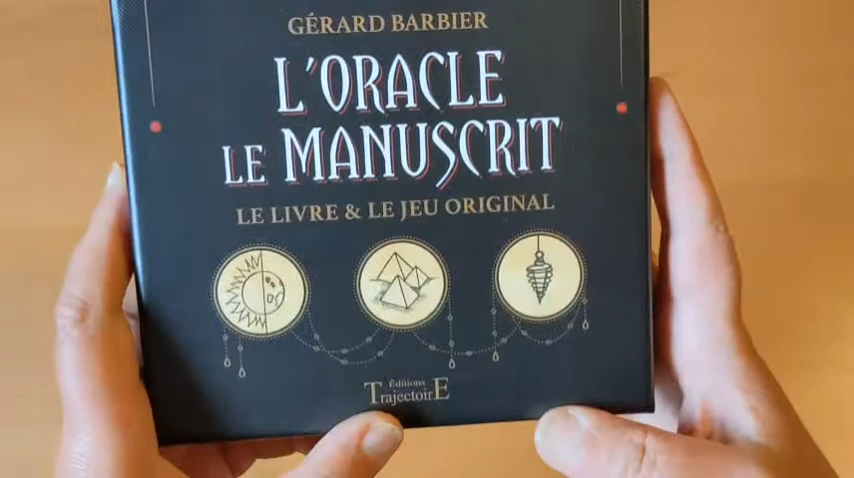 GÉRARD BARBIER
L'ORACLE
LE MANUSCRIT
LE LIVRE & LE JEU ORIGINAL
Éditions
TrajectoirE